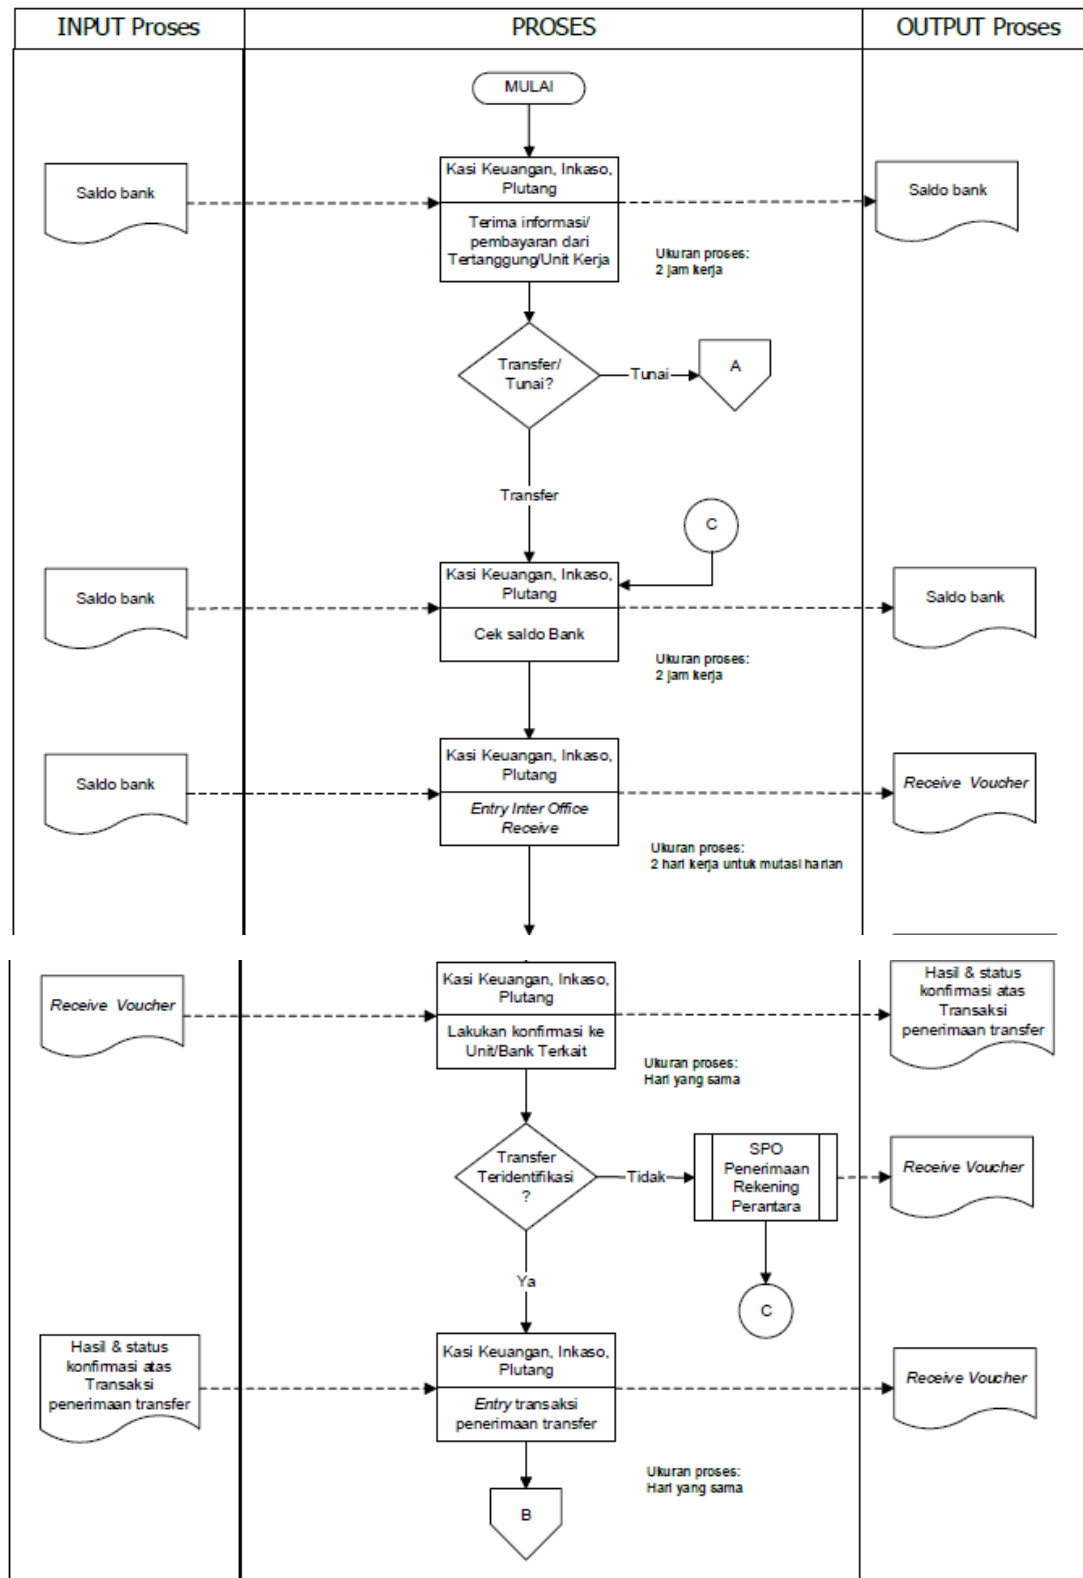 INPUT Proses
PROSES
OUTPUT Proses
MULAI
Saldo bank
Kasi Keuangan, Inkaso,
Piutang
Terima informasi/
pembayaran dari
Tertanggung/Unit Kerja
Saldo bank
Ukuran proses:
2 jam kerja
Transfer/
Tunai?
Tunai
A
Transfer
C
Saldo bank
Kasi Keuangan, Inkaso,
Piutang
Cek saldo Bank
Saldo bank
Ukuran proses:
2 jam kerja
Saldo bank
Kasi Keuangan, Inkaso,
Piutang
Entry Inter Office
Receive
Receive Voucher
Ukuran proses:
2 hari kerja untuk mutasi harian
Receive Voucher
Kasi Keuangan, Inkaso,
Piutang
Lakukan konfirmasi ke
Unit/Bank Terkait
Hasil & status
konfirmasi atas
Transaksi
penerimaan transfer
Ukuran proses:
Hari yang sama
Transfer
Teridentifikasi
?
Tidak
SPO
Penerimaan
Rekening
Perantara
Receive Voucher
Ya
C
Hasil & status
konfirmasi atas
Transaksi
penerimaan transfer
Kasi Keuangan, Inkaso,
Piutang
Entry transaksi
penerimaan transfer
Receive Voucher
Ukuran proses:
Hari yang sama
B